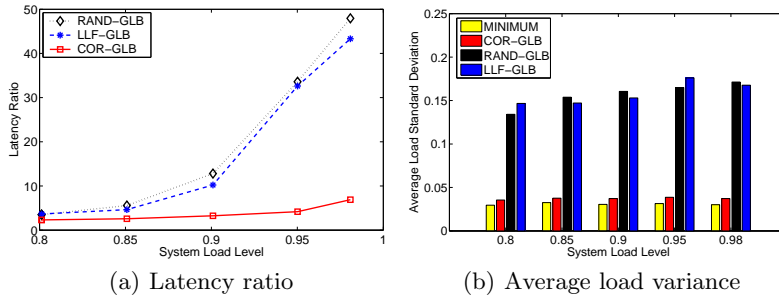 50
40
30
20
10
0
Latency Ratio
RAND−GLB
LLF−GLB
COR−GLB
0.8
0.85
0.9
0.95
1
System Load Level
(a) Latency ratio
0.25
0.2
0.15
0.1
0.05
0
Average Load Standard Deviation
MINIMUM
COR−GLB
RAND−GLB
LLF−GLB
0.8
0.85
0.9
0.95
0.98
System Load Level
(b) Average load variance